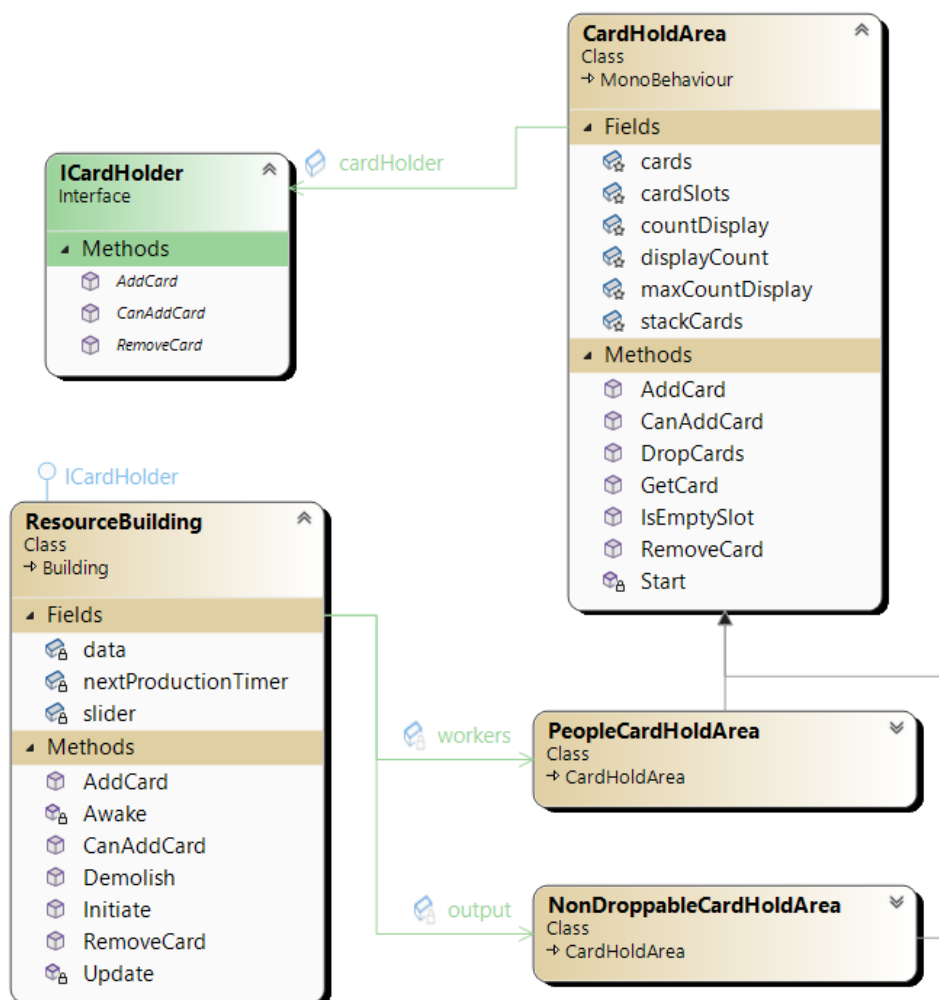 CardHoldArea
Class
MonoBehaviour
Fields
cards
cardSlots
countDisplay
displayCount
maxCountDisplay
stackCards
Methods
AddCard
CanAddCard
DropCards
GetCard
IsEmptySlot
RemoveCard
Start
cardHolder
ICardHolder
Interface
Methods
AddCard
CanAddCard
RemoveCard
ICardHolder
ResourceBuilding
Class
Building
Fields
data
nextProductionTimer
slider
Methods
AddCard
Awake
CanAddCard
Demolish
Initiate
RemoveCard
Update
workers
PeopleCardHoldArea
Class
CardHoldArea
output
NonDroppableCardHoldArea
Class
CardHoldArea